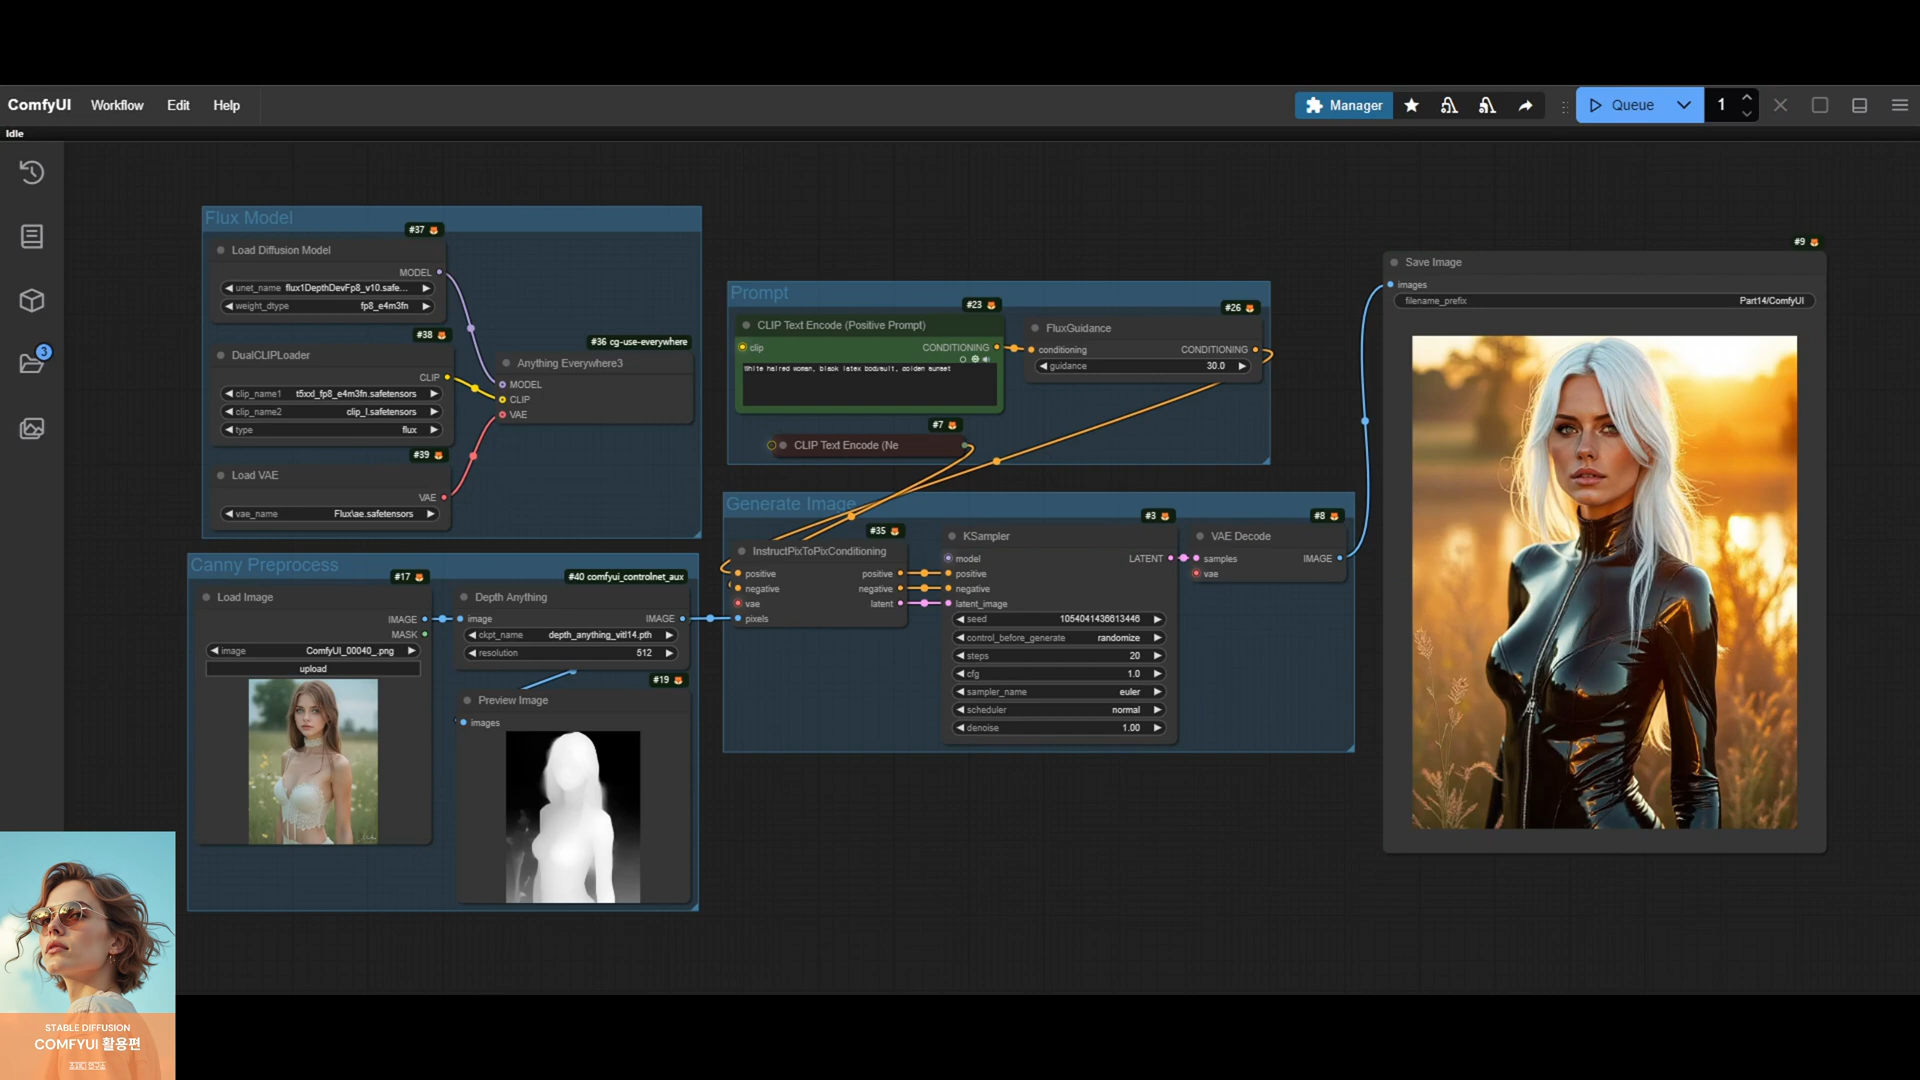 ComfyUI
Workflow
Edit
Help
Manager
Queue
1
Idle
3
Flux Model
#37
Load Diffusion Model
MODEL
unet_name flux1DepthDevFp8_v10.safe...
weight_dtype fp8_e4m3fn
#38
DualCLIPLoader
CLIP
clip_name1 t5xxl_fp8_e4m3fn.safetensors
clip_name2 clip_l.safetensors
type flux
#39
Load VAE
VAE
vae_name Flux\ae.safetensors
#36 cg-use-everywhere
Anything Everywhere3
MODEL
CLIP
VAE
Canny Preprocess
#17
Load Image
IMAGE
MASK
image ComfyUI_00040_.png
upload
#40 comfyui_controlnet_aux
Depth Anything
image IMAGE
ckpt_name depth_anything_vitl14.pth
resolution 512
#19
Preview Image
images
Prompt
#23
CLIP Text Encode (Positive Prompt)
clip CONDITIONING
White haired woman, black latex bodysuit, golden sunset
#26
FluxGuidance
conditioning CONDITIONING
guidance 30.0
#7
CLIP Text Encode (Ne
Generate Image
#35
InstructPixToPixConditioning
positive positive
negative negative
vae latent
pixels
#3
KSampler
model LATENT
positive
negative
latent_image
seed 1054041436613446
control_before_generate randomize
steps 20
cfg 1.0
sampler_name euler
scheduler normal
denoise 1.00
#8
VAE Decode
samples IMAGE
vae
#9
Save Image
images
filename_prefix Part14/ComfyUI
STABLE DIFFUSION
COMFYUI 활용편